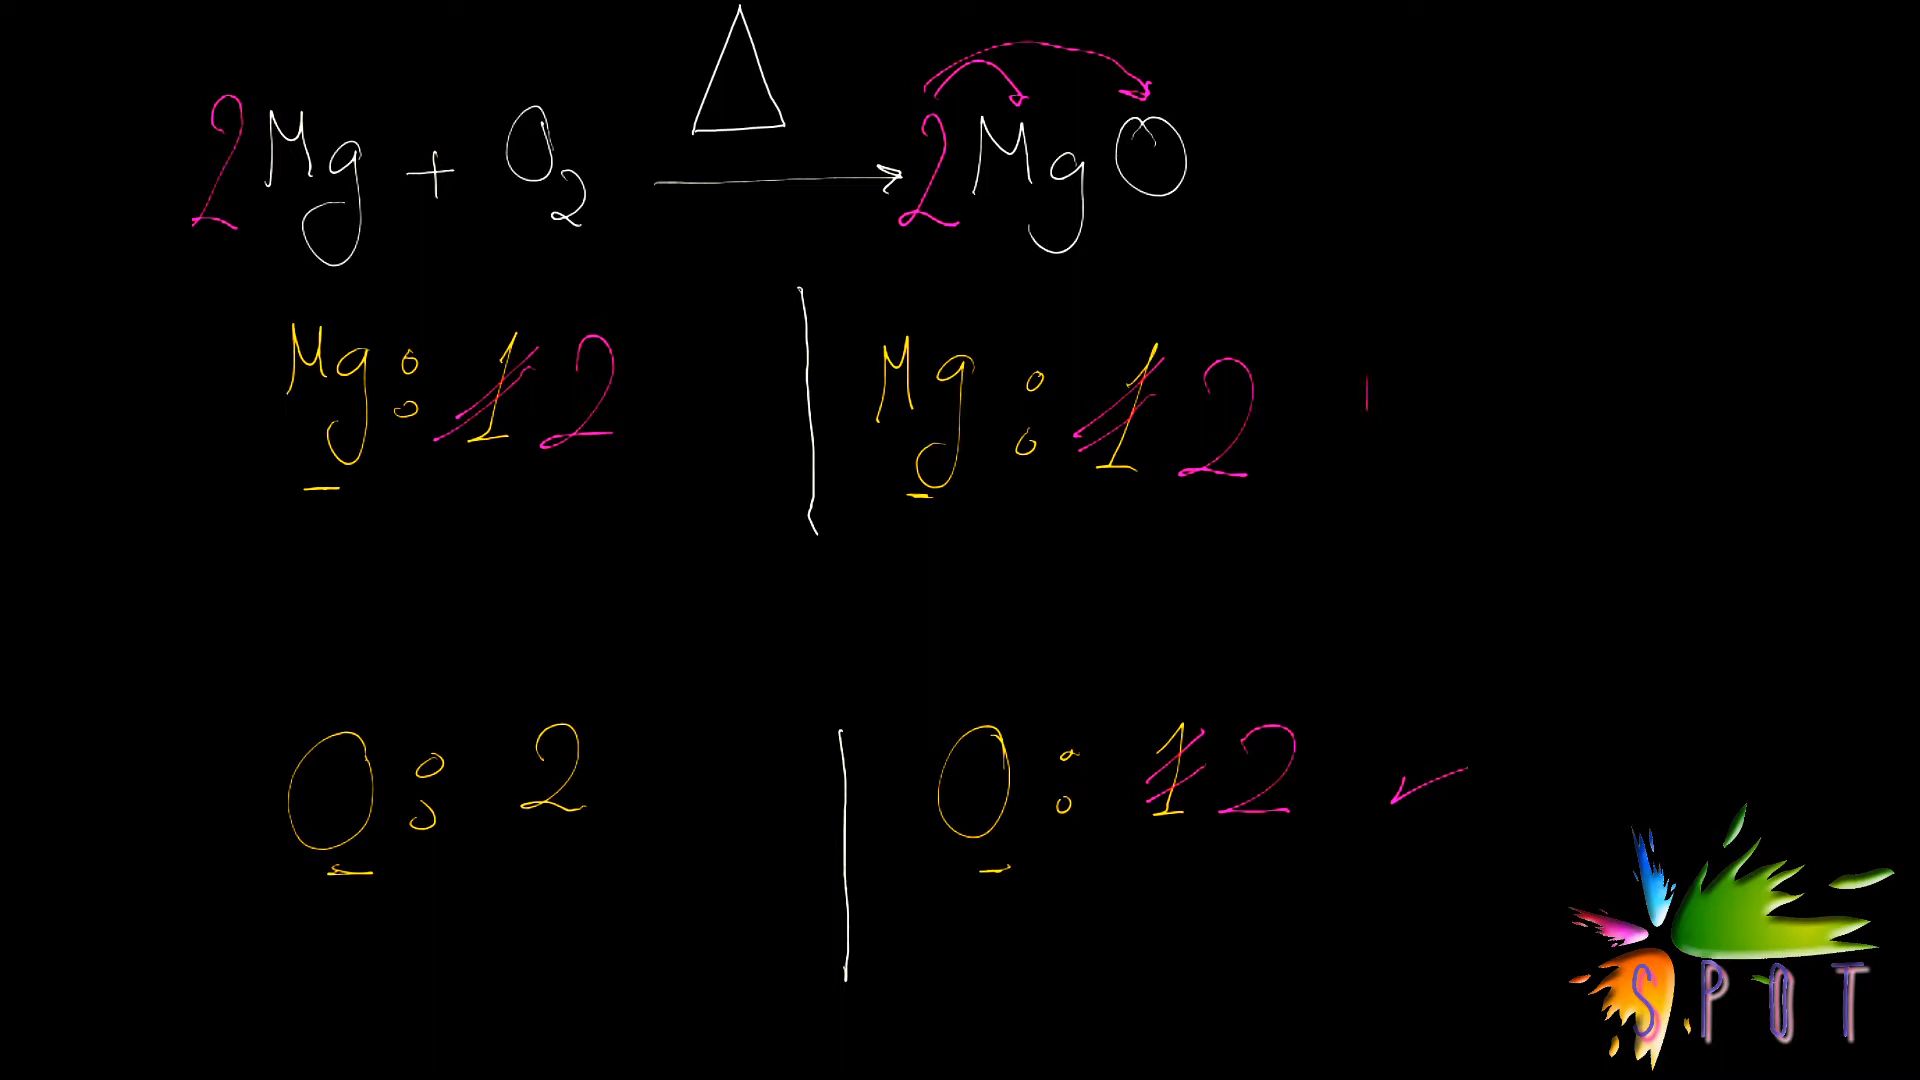 2Mg + O₂ Δ → 2MgO
Mg: 1 2 | Mg: 1 2
O: 2 | O: 1 2 ✓
SPOT